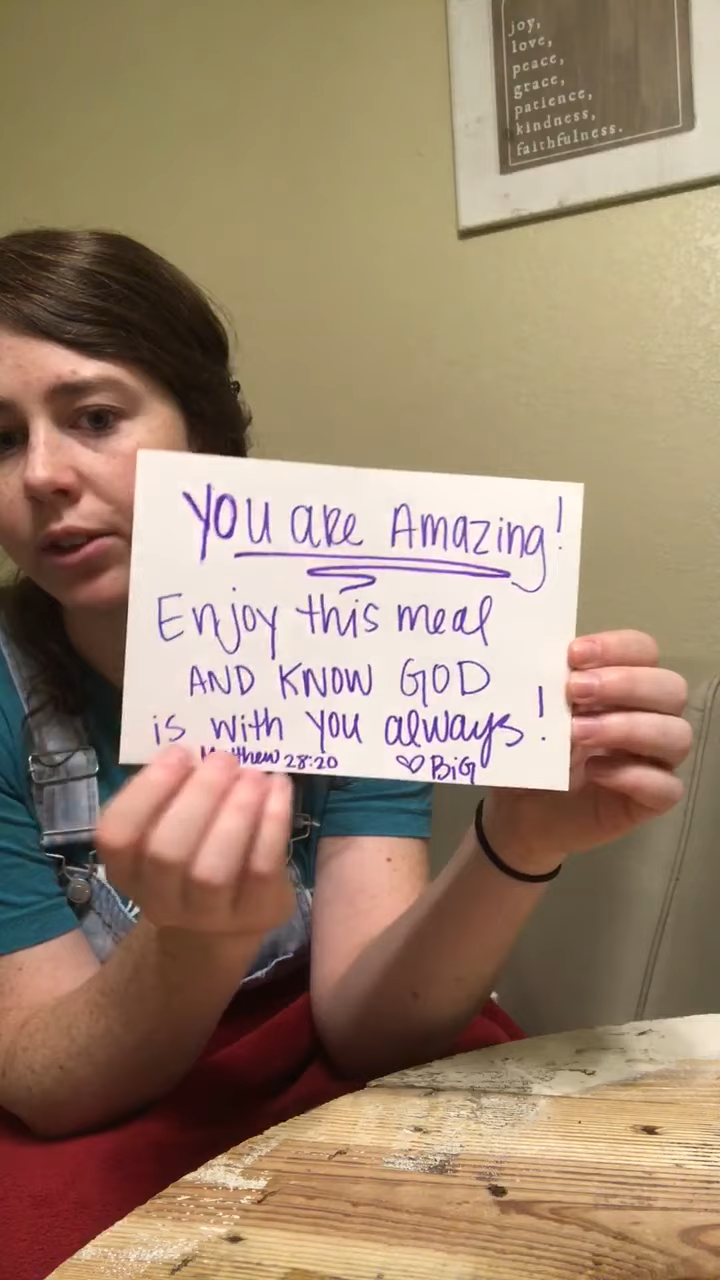 joy,
love,
peace,
grace,
patience,
kindness,
faithfulness.
You are Amazing!
Enjoy this meal
AND KNOW GOD
is with you always!
Matthew 28:20 ♡ BiG